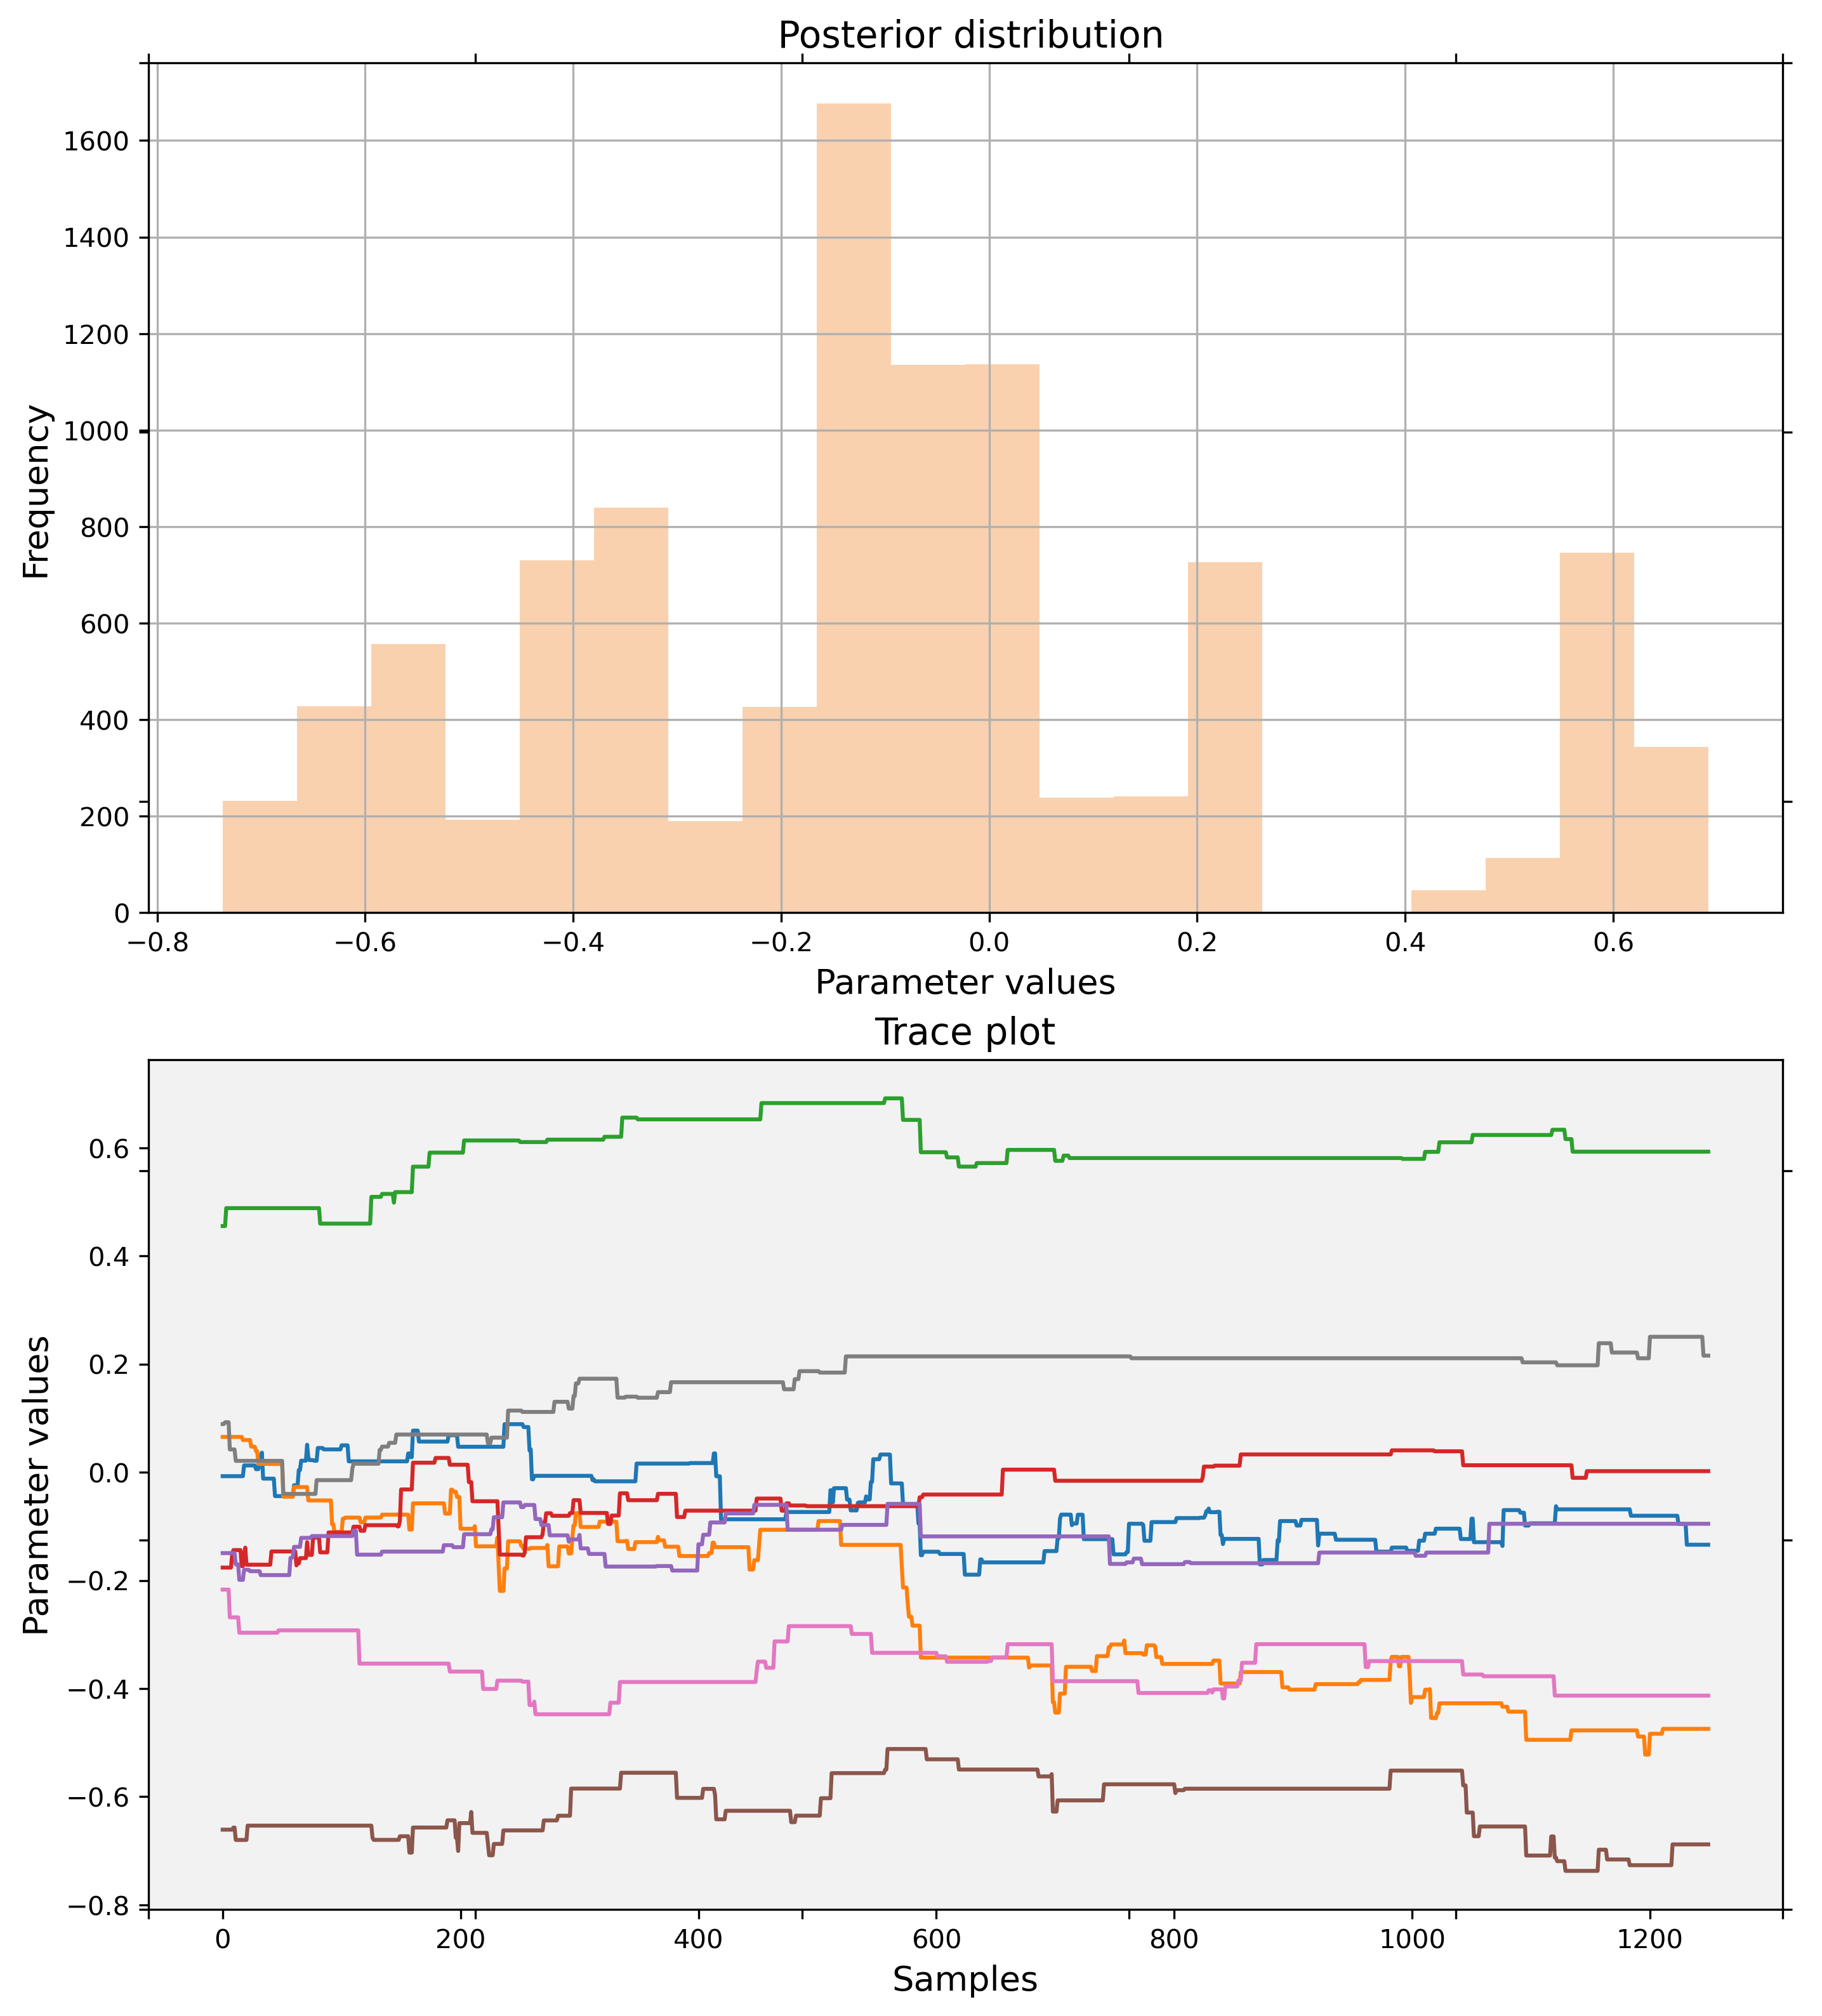 Posterior distribution
1600
1400
1200
1000
800
600
400
200
0
Frequency
−0.8 −0.6 −0.4 −0.2 0.0 0.2 0.4 0.6
Parameter values
Trace plot
0.6
0.4
0.2
0.0
−0.2
−0.4
−0.6
−0.8
Parameter values
0 200 400 600 800 1000 1200
Samples